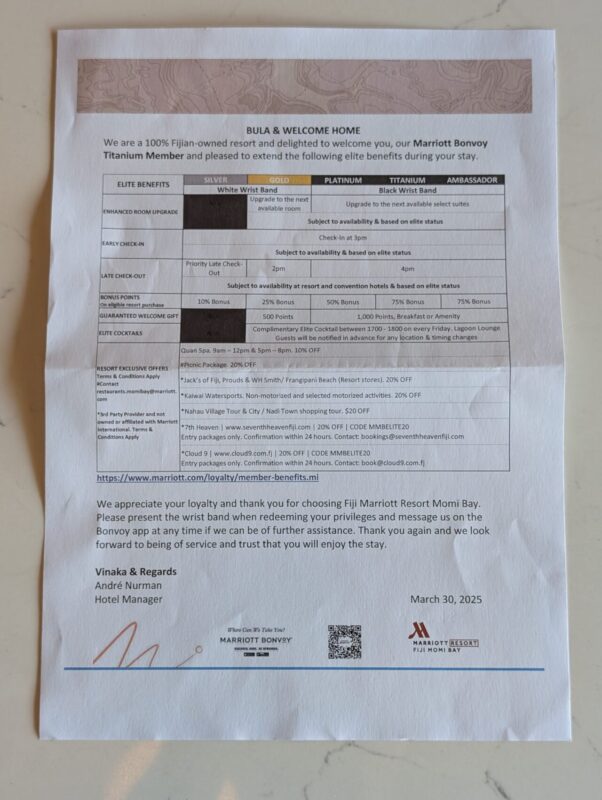 BULA & WELCOME HOME
We are a 100% Fijian-owned resort and delighted to welcome you, our Marriott Bonvoy
Titanium Member and pleased to extend the following elite benefits during your stay.
ELITE BENEFITS SILVER GOLD PLATINUM TITANIUM AMBASSADOR
White Wrist Band Black Wrist Band
ENHANCED ROOM UPGRADE
Upgrade to the next
available room
Upgrade to the next available select suites
Subject to availability & based on elite status
EARLY CHECK-IN
Check-in at 3pm
Subject to availability & based on elite status
LATE CHECK-OUT
Priority Late Check-
Out
2pm
4pm
Subject to availability at resort and convention hotels & based on elite status
BONUS POINTS
On eligible resort purchase
10% Bonus 25% Bonus 50% Bonus 75% Bonus 75% Bonus
GUARANTEED WELCOME GIFT 500 Points 1,000 Points, Breakfast or Amenity
ELITE COCKTAILS
Complimentary Elite Cocktail between 1700 - 1800 on every Friday. Lagoon Lounge
Guests will be notified in advance for any location & timing changes
RESORT EXCLUSIVE OFFERS
Terms & Conditions Apply
#Contact
restaurants.momibay@marriott.
com
*3rd Party Provider and not
owned or affiliated with Marriott
International. Terms &
Conditions Apply
Quan Spa. 9am – 12pm & 5pm – 8pm. 10% OFF
#Picnic Package. 20% OFF
*Jack's of Fiji, Prouds & WH Smith/ Frangipani Beach (Resort stores). 20% OFF
*Kaiwai Watersports. Non-motorized and selected motorized activities. 20% OFF
*Nahau Village Tour & City / Nadi Town shopping tour. $20 OFF
*7th Heaven | www.seventhheavenfiji.com | 20% OFF | CODE MMBELITE20
Entry packages only. Confirmation within 24 hours. Contact: bookings@seventhheavenfiji.com
*Cloud 9 | www.cloud9.com.fj | 20% OFF | CODE MMBELITE20
Entry packages only. Confirmation within 24 hours. Contact: book@cloud9.com.fj
https://www.marriott.com/loyalty/member-benefits.mi
We appreciate your loyalty and thank you for choosing Fiji Marriott Resort Momi Bay.
Please present the wrist band when redeeming your privileges and message us on the
Bonvoy app at any time if we can be of further assistance. Thank you again and we look
forward to being of service and trust that you will enjoy the stay.
Vinaka & Regards
André Nurman
Hotel Manager
March 30, 2025
Where Can We Take You?
MARRIOTT BONVOY
MARRIOTT RESORT
FIJI MOMI BAY